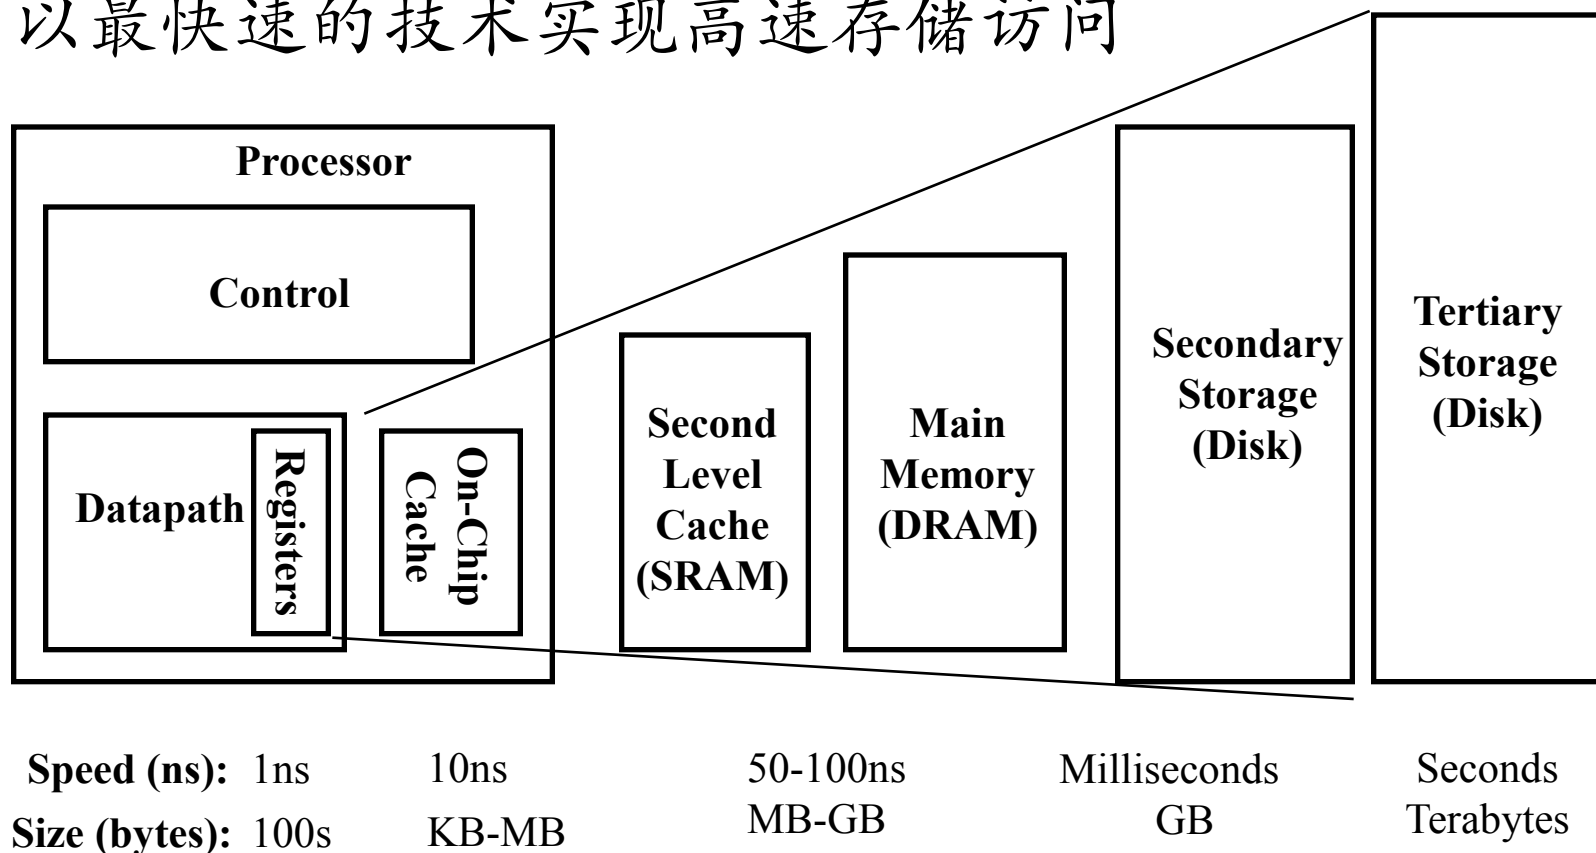 以最快速的技术实现高速存储访问
Processor
Control
Datapath
Registers
On-Chip
Cache
Second
Level
Cache
(SRAM)
Main
Memory
(DRAM)
Secondary
Storage
(Disk)
Tertiary
Storage
(Disk)
Speed (ns): 1ns 10ns 50-100ns Milliseconds Seconds
Size (bytes): 100s KB-MB MB-GB GB Terabytes